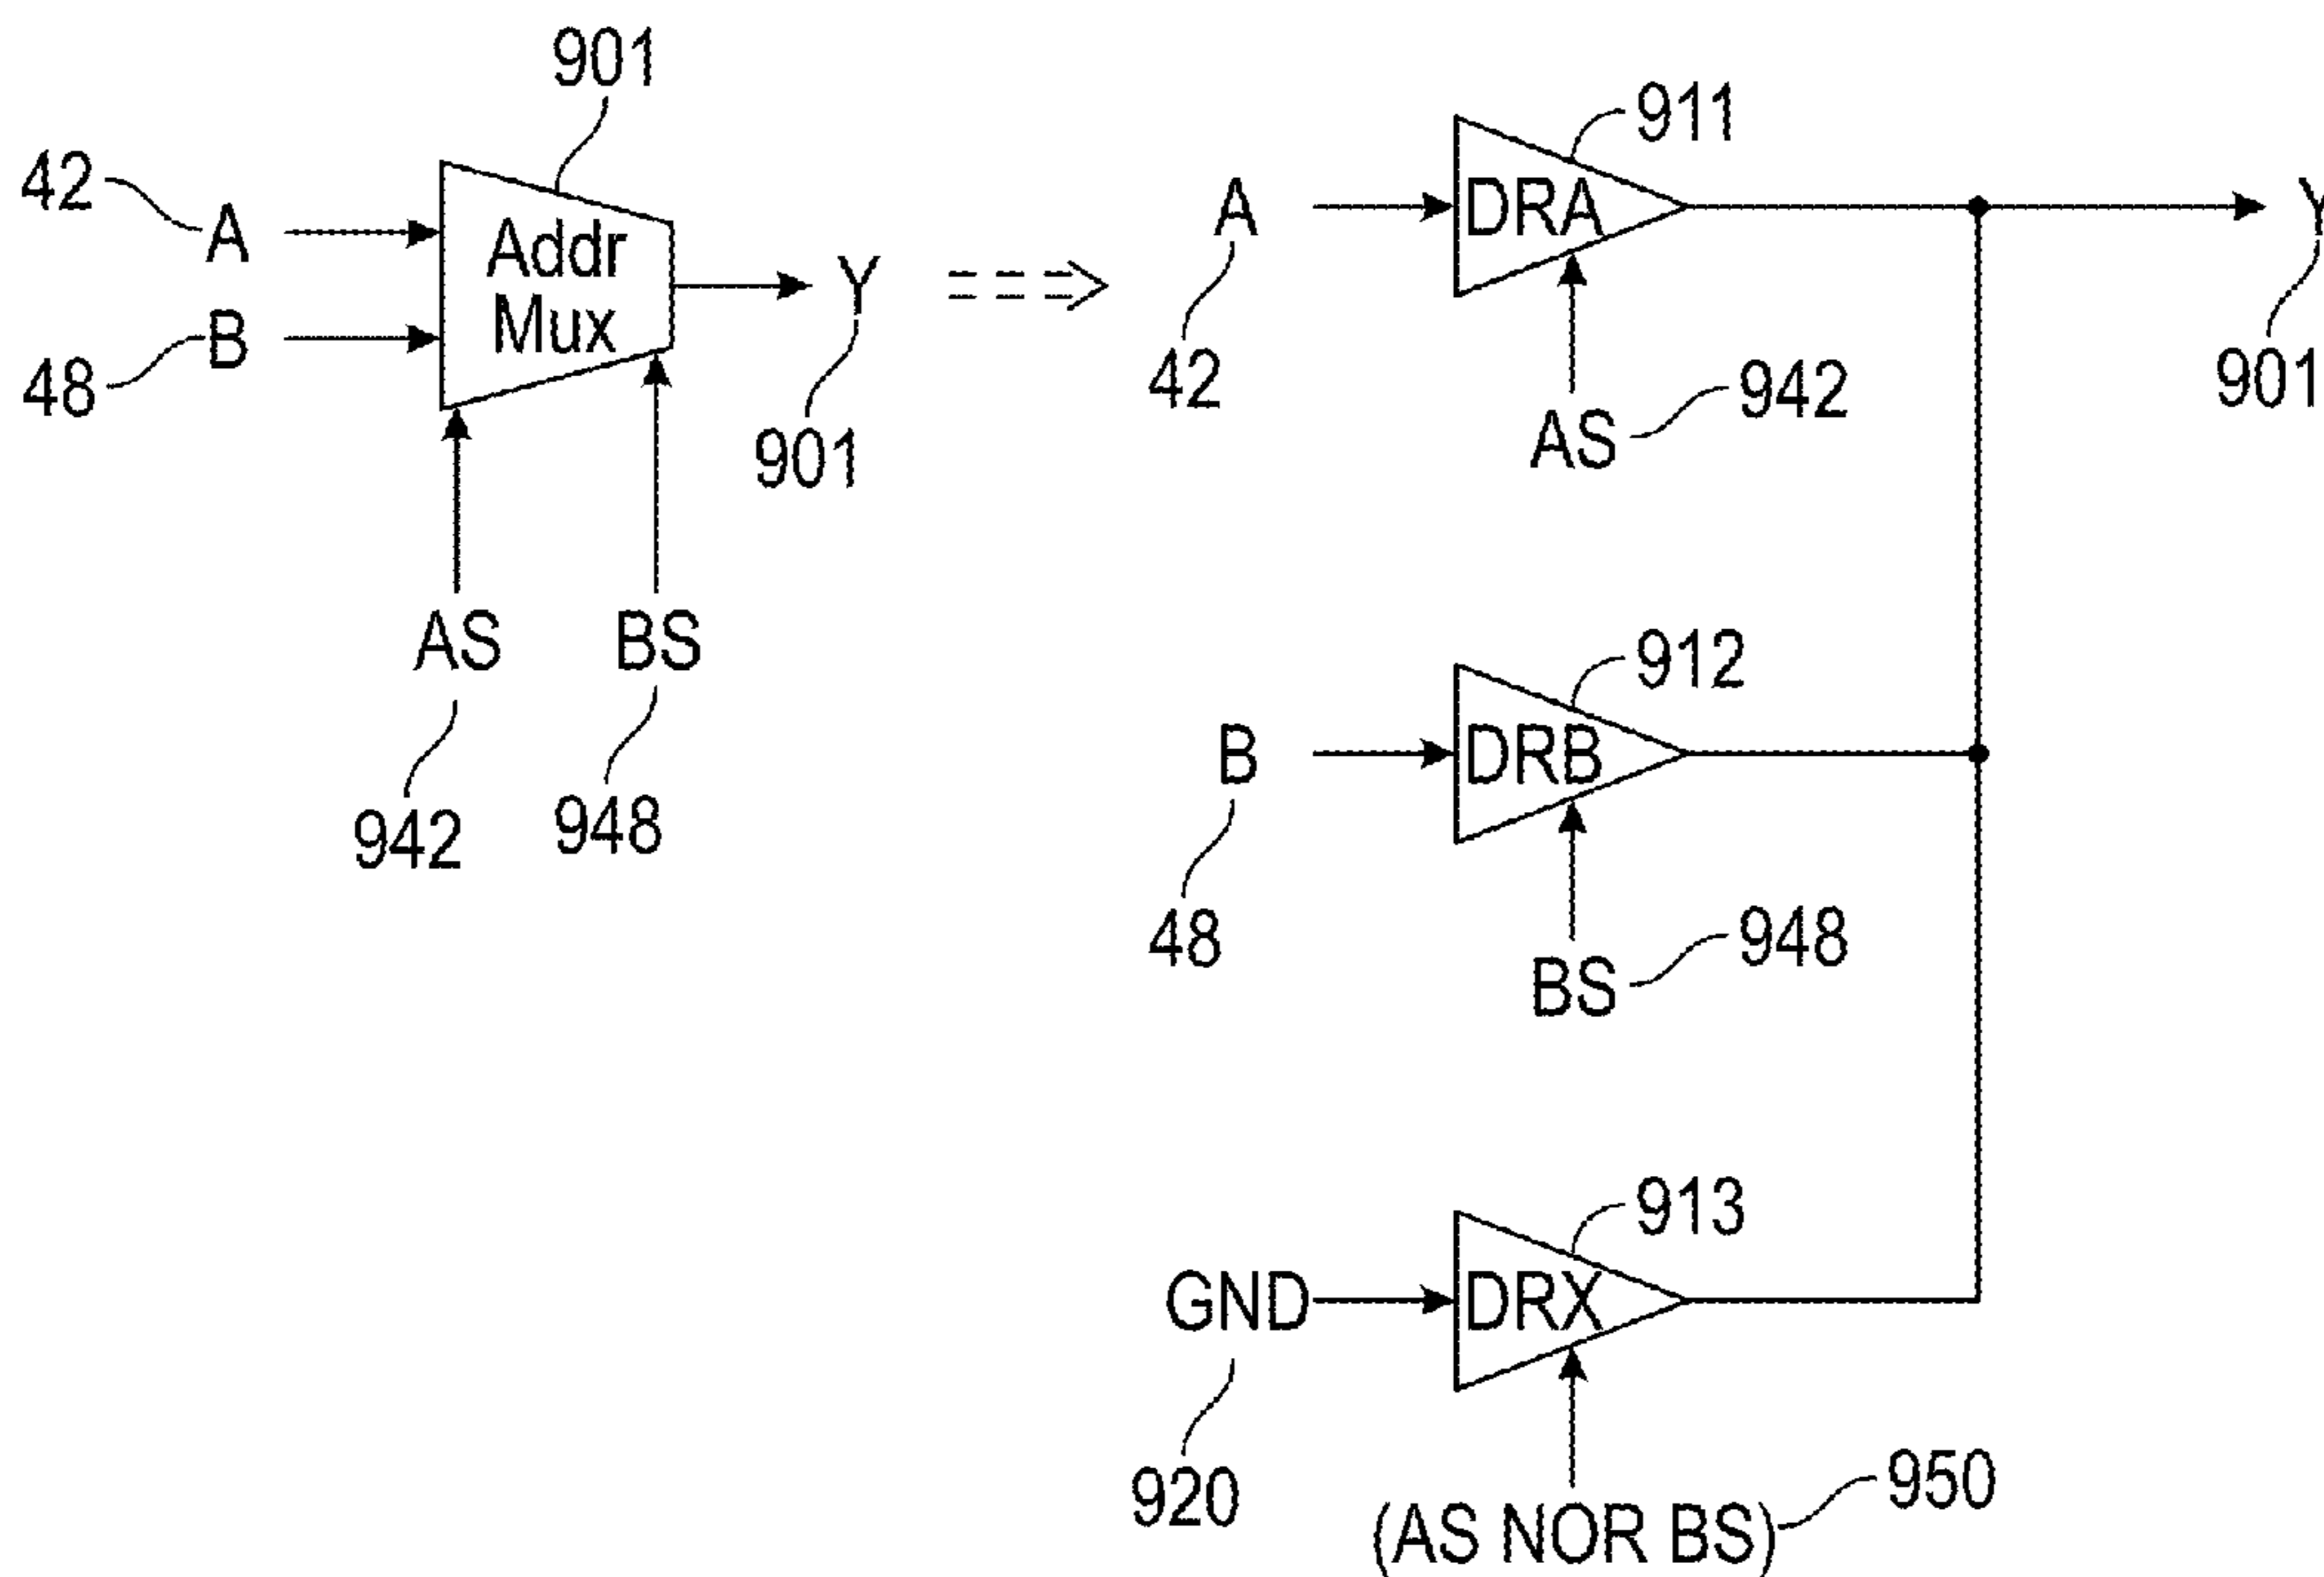 901
42
A
Addr
Mux
B
48
Y
901
AS
BS
942
948
911
A
DRA
Y
42
AS
942
901
912
B
DRB
48
BS
948
913
GND
DRX
920
(AS NOR BS)
950